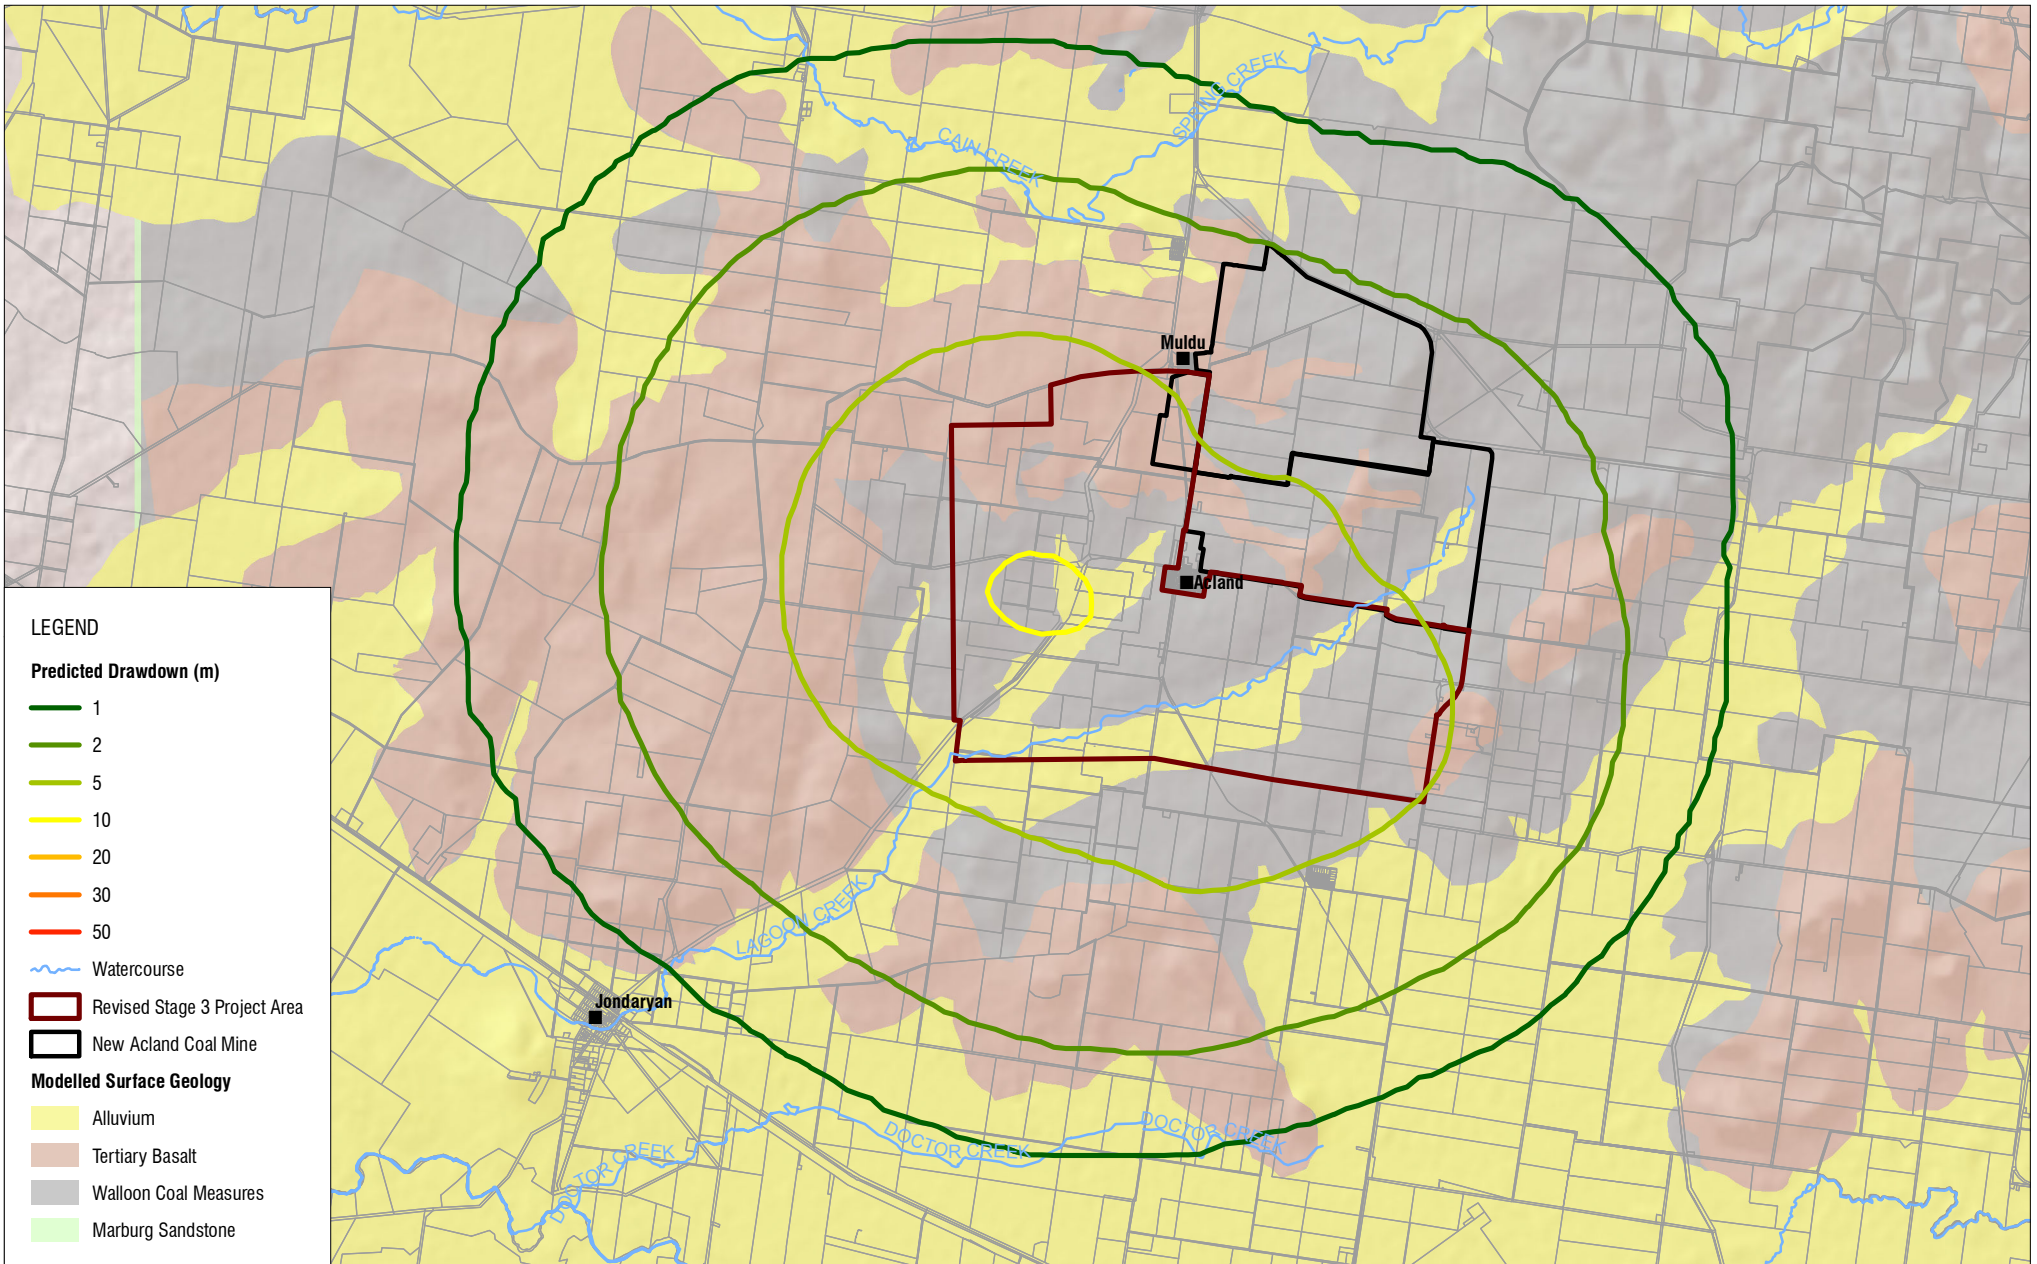 SPRING CREEK
CAIN CREEK
Muldu
Acland
LAGOON CREEK
Jondaryan
DOCTOR CREEK
DOCTOR CREEK
DOCTOR CREEK
LEGEND
Predicted Drawdown (m)
1
2
5
10
20
30
50
Watercourse
Revised Stage 3 Project Area
New Acland Coal Mine
Modelled Surface Geology
Alluvium
Tertiary Basalt
Walloon Coal Measures
Marburg Sandstone